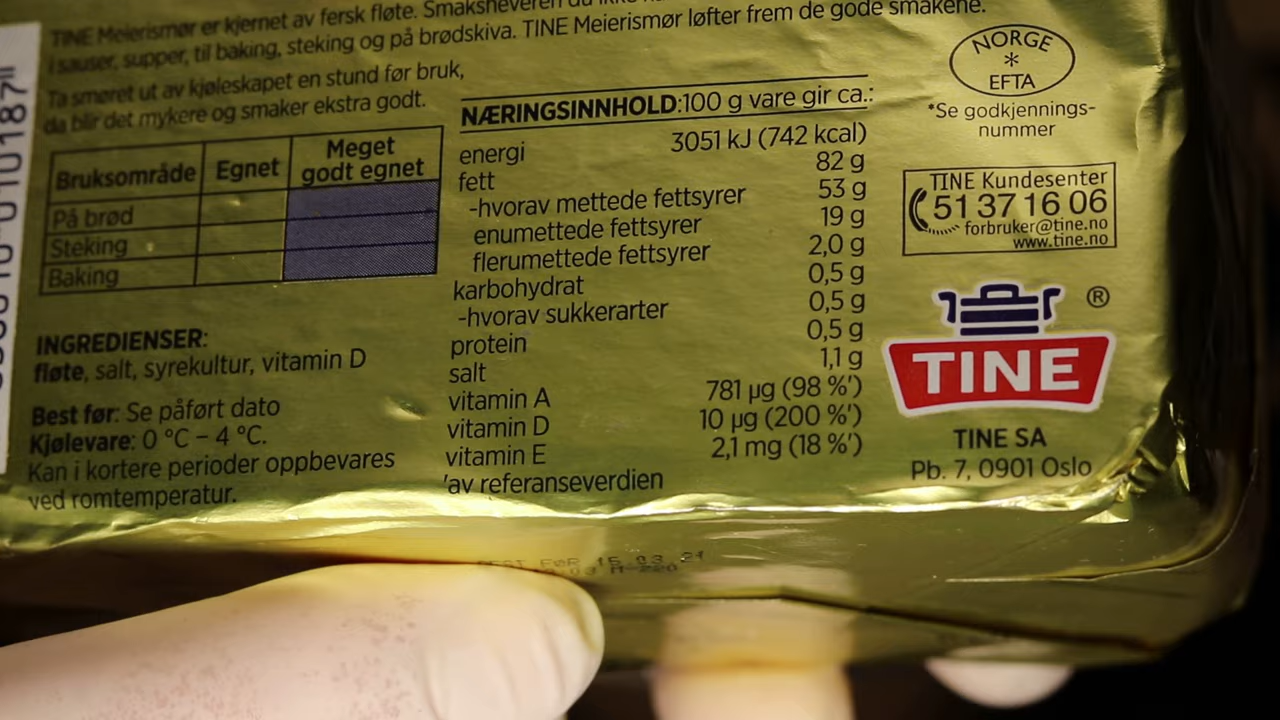 TINE Meierismør er kjernet av fersk fløte. Smaksheveren du ikke
i sauser, supper, til baking, steking og på brødskiva. TINE Meierismør løfter frem de gode smakene.
Ta smøret ut av kjøleskapet en stund før bruk,
da blir det mykere og smaker ekstra godt.
Bruksområde Egnet Meget
godt egnet
På brød
Steking
Baking
INGREDIENSER:
fløte, salt, syrekultur, vitamin D
Best før: Se påført dato
Kjølevare: 0 °C – 4 °C.
Kan i kortere perioder oppbevares
ved romtemperatur.
NÆRINGSINNHOLD:100 g vare gir ca.:
energi 3051 kJ (742 kcal)
fett 82 g
-hvorav mettede fettsyrer 53 g
enumettede fettsyrer 19 g
flerumettede fettsyrer 2,0 g
karbohydrat 0,5 g
-hvorav sukkerarter 0,5 g
protein 0,5 g
salt 1,1 g
vitamin A 781 µg (98 %')
vitamin D 10 µg (200 %')
vitamin E 2,1 mg (18 %')
'av referanseverdien
NORGE
*
EFTA
*Se godkjennings-
nummer
TINE Kundesenter
51 37 16 06
forbruker@tine.no
www.tine.no
®
TINE
TINE SA
Pb. 7, 0901 Oslo
FØR 15.03.21